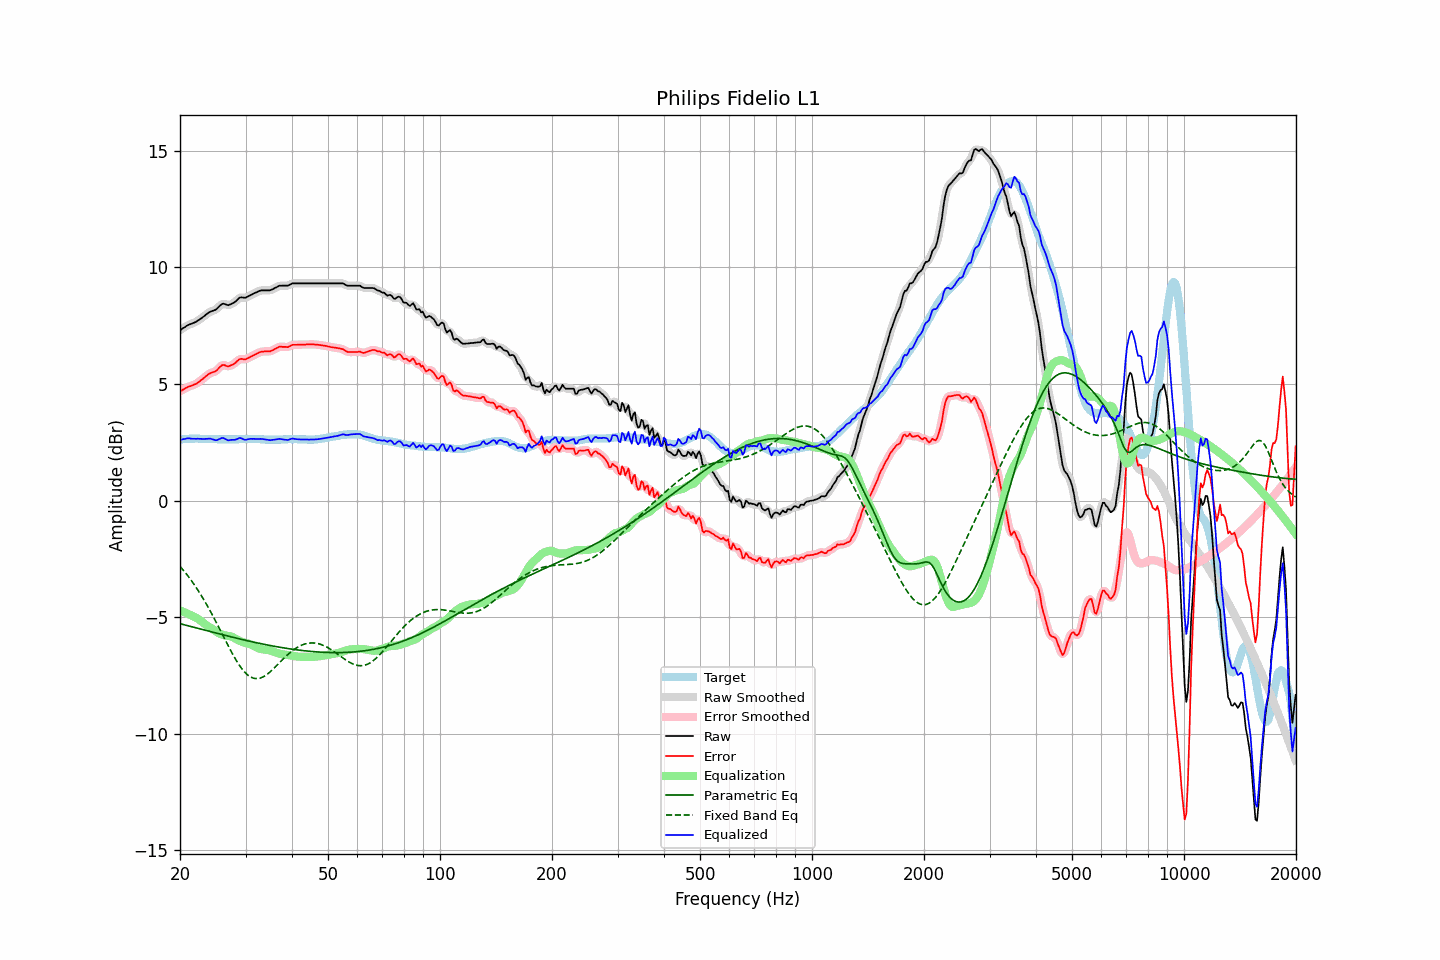 Philips Fidelio L1
Amplitude (dBr)
15
10
5
0
−5
−10
−15
20
50
100
200
500
1000
2000
5000
10000
20000
Frequency (Hz)
Target
Raw Smoothed
Error Smoothed
Raw
Error
Equalization
Parametric Eq
Fixed Band Eq
Equalized